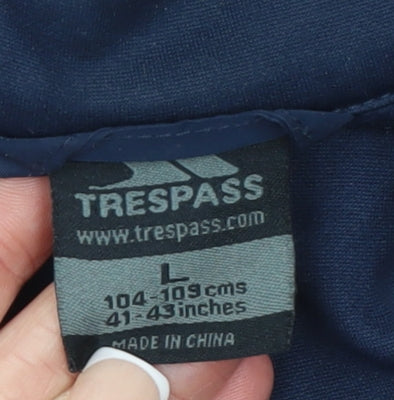 TRESPASS
www.trespass.com
L
104-109cms
41-43inches
MADE IN CHINA